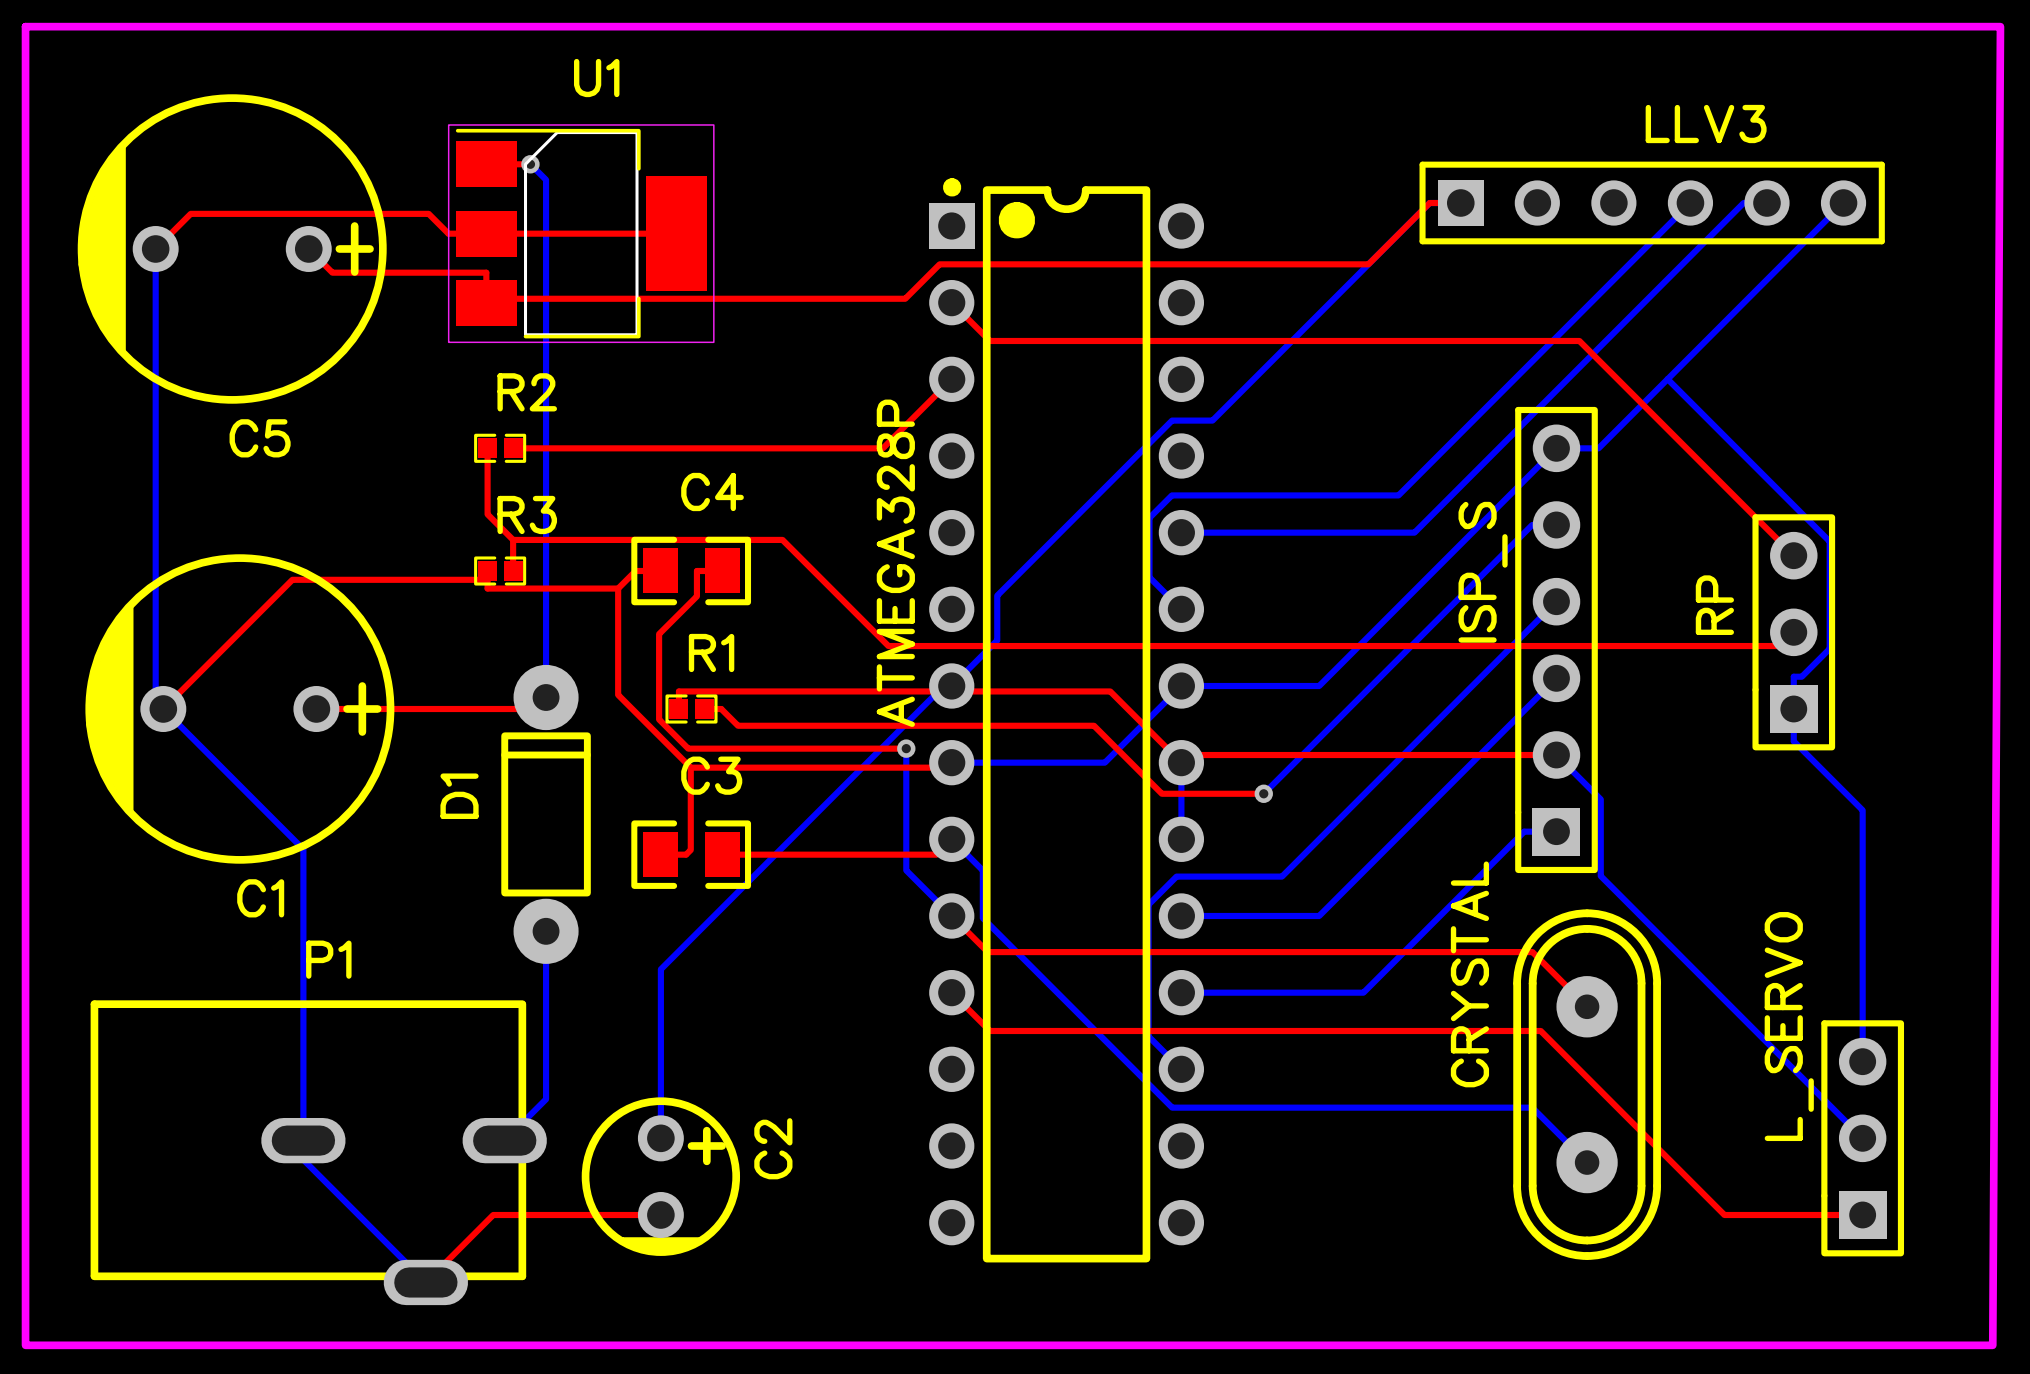 U1
LLV3
R2
C5
R3
C4
ATMEGA328P
ISP_S
RP
R1
C3
D1
C1
P1
CRYSTAL
L_SERVO
C2